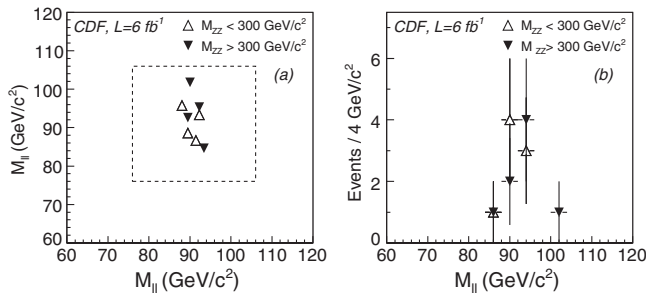 CDF, L=6 fb⁻¹
△ M_ZZ < 300 GeV/c²
▼ M_ZZ > 300 GeV/c²
(a)
M_ll (GeV/c²)
120
110
100
90
80
70
60
60 70 80 90 100 110 120
M_ll (GeV/c²)
CDF, L=6 fb⁻¹
△ M_ZZ < 300 GeV/c²
▼ M_ZZ > 300 GeV/c²
(b)
Events / 4 GeV/c²
6
4
2
0
60 70 80 90 100 110 120
M_ll (GeV/c²)